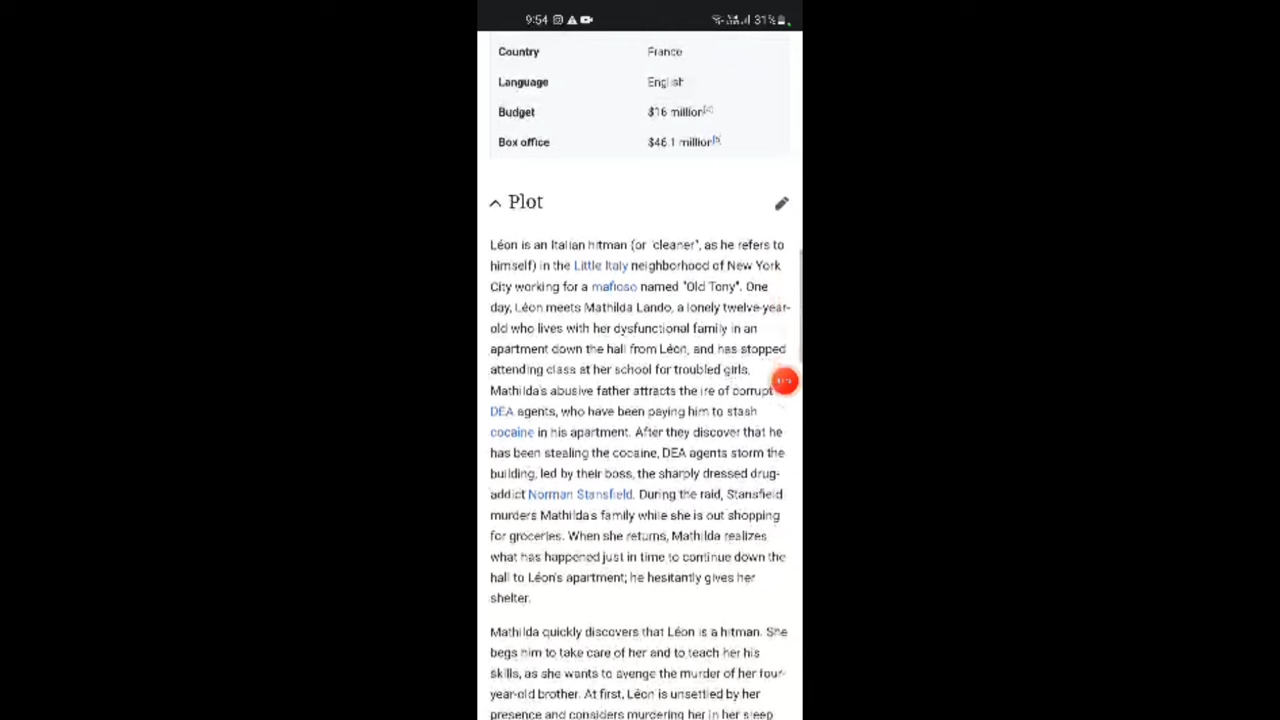 9:54 31%
Country France
Language English
Budget $16 million
Box office $46.1 million[5]
Plot
Léon is an Italian hitman (or "cleaner", as he refers to
himself) in the Little Italy neighborhood of New York
City working for a mafioso named "Old Tony". One
day, Léon meets Mathilda Lando, a lonely twelve-year-
old who lives with her dysfunctional family in an
apartment down the hall from Léon, and has stopped
attending class at her school for troubled girls.
Mathilda's abusive father attracts the ire of corrupt
DEA agents, who have been paying him to stash
cocaine in his apartment. After they discover that he
has been stealing the cocaine, DEA agents storm the
building, led by their boss, the sharply dressed drug-
addict Norman Stansfield. During the raid, Stansfield
murders Mathilda's family while she is out shopping
for groceries. When she returns, Mathilda realizes
what has happened just in time to continue down the
hall to Léon's apartment; he hesitantly gives her
shelter.
Mathilda quickly discovers that Léon is a hitman. She
begs him to take care of her and to teach her his
skills, as she wants to avenge the murder of her four-
year-old brother. At first, Léon is unsettled by her
presence and considers murdering her in her sleep